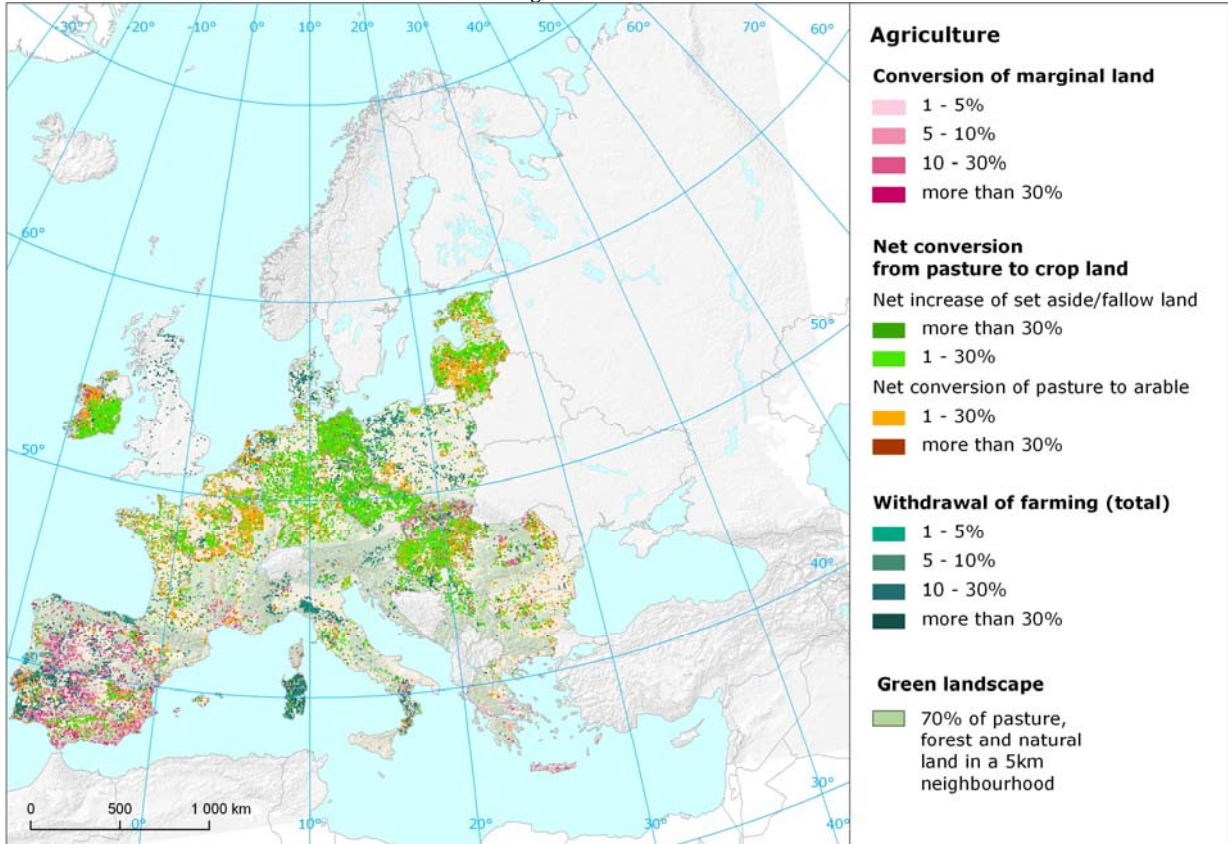 -30° -20° -10° 0° 10° 20° 30° 40° 50° 60° 60°
70°
60°
50°
50°
40°
40°
30°
0° 10° 20° 30° 40°
0 500 1 000 km
Agriculture
Conversion of marginal land
1 - 5%
5 - 10%
10 - 30%
more than 30%
Net conversion
from pasture to crop land
Net increase of set aside/fallow land
more than 30%
1 - 30%
Net conversion of pasture to arable
1 - 30%
more than 30%
Withdrawal of farming (total)
1 - 5%
5 - 10%
10 - 30%
more than 30%
Green landscape
70% of pasture,
forest and natural
land in a 5km
neighbourhood